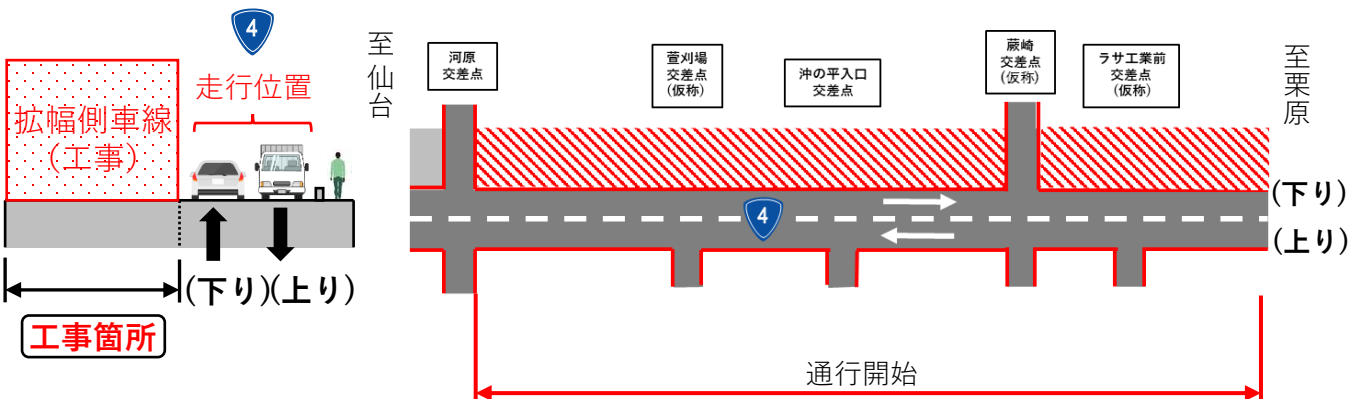 4
走行位置
拡幅側車線
(工事)
(下り)(上り)
工事箇所
至仙台
河原
交差点
萱刈場
交差点
(仮称)
沖の平入口
交差点
蕨崎
交差点
(仮称)
ラサ工業前
交差点
(仮称)
至栗原
4
(下り)
(上り)
通行開始